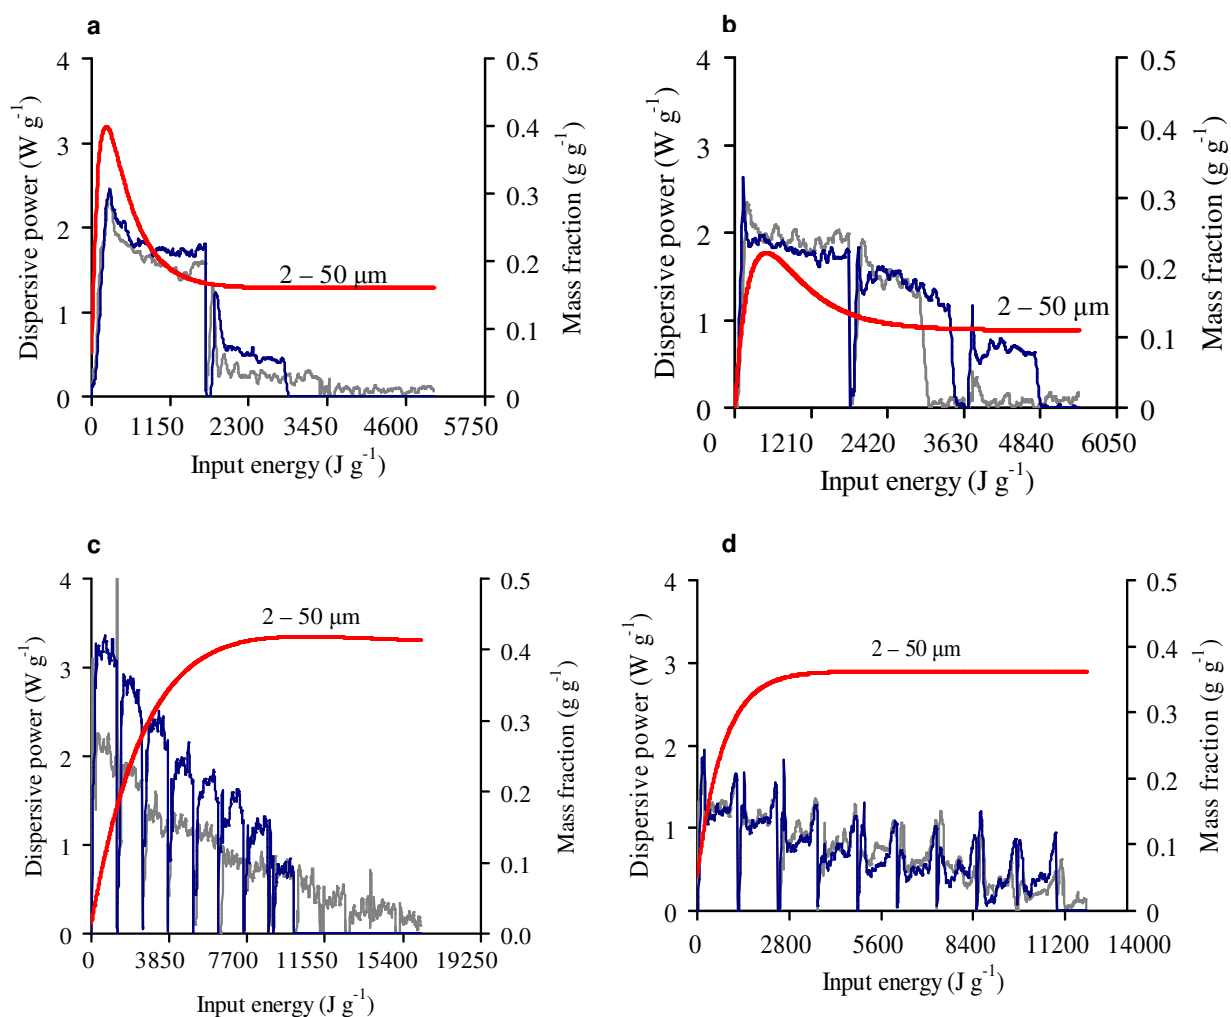 a
Dispersive power (W g-1)
4
3
2
1
0
0.5
0.4
0.3
0.2
0.1
0
Mass fraction (g g-1)
2 – 50 µm
0 1150 2300 3450 4600 5750
Input energy (J g-1)
b
Dispersive power (W g-1)
4
3
2
1
0
0.5
0.4
0.3
0.2
0.1
0
Mass fraction (g g-1)
2 – 50 µm
0 1210 2420 3630 4840 6050
Input energy (J g-1)
c
Dispersive power (W g-1)
4
3
2
1
0
0.5
0.4
0.3
0.2
0.1
0.0
Mass fraction (g g-1)
2 – 50 µm
0 3850 7700 11550 15400 19250
Input energy (J g-1)
d
Dispersive power (W g-1)
4
3
2
1
0
0.5
0.4
0.3
0.2
0.1
0
Mass fraction (g g-1)
2 – 50 µm
0 2800 5600 8400 11200 14000
Input energy (J g-1)